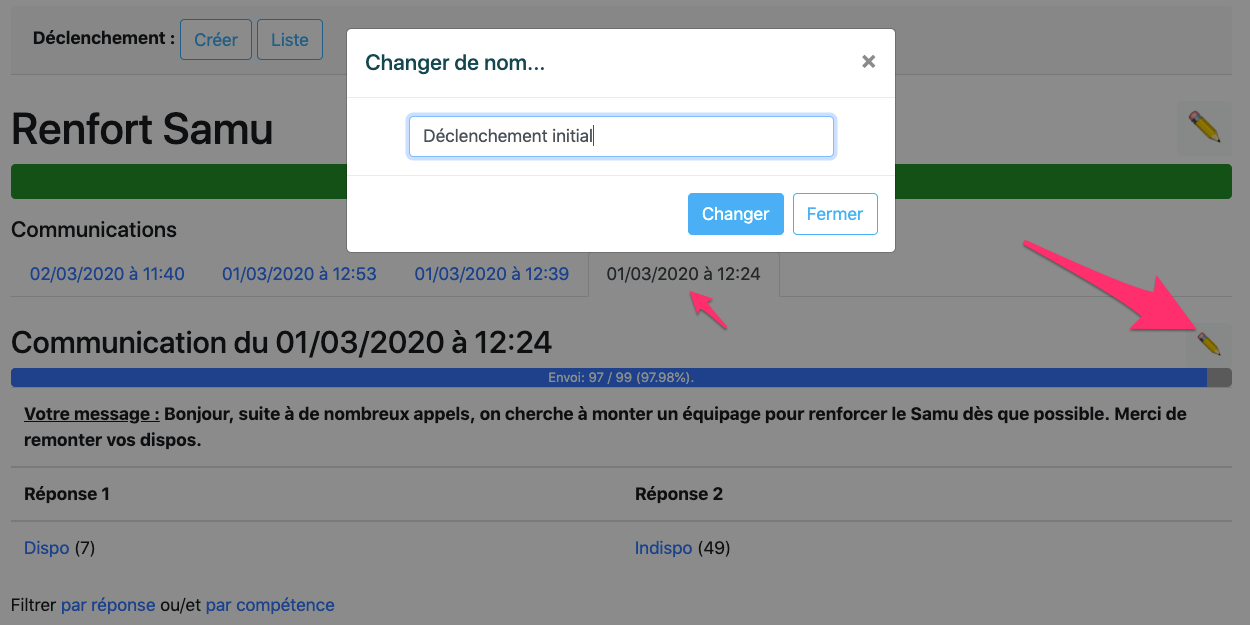 Déclenchement : Créer Liste
Changer de nom... ×
Déclenchement initial
Changer Fermer
Renfort Samu
Communications
02/03/2020 à 11:40 01/03/2020 à 12:53 01/03/2020 à 12:39 01/03/2020 à 12:24
Communication du 01/03/2020 à 12:24
Envoi: 97 / 99 (97.98%).
Votre message : Bonjour, suite à de nombreux appels, on cherche à monter un équipage pour renforcer le Samu dès que possible. Merci de
remonter vos dispos.
Réponse 1 Réponse 2
Dispo (7) Indispo (49)
Filtrer par réponse ou/et par compétence